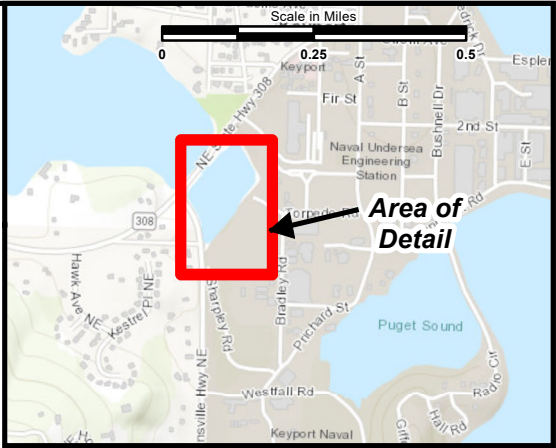 Scale in Miles
0 0.25 0.5
Keyport
A St
B St
Bushnell Dr
Fir St
2nd St
E St
NE State Hwy 308
Naval Undersea
Engineering
Station
Torpedo Rd
Area of
Detail
308
Hawk Ave NE
Kestrel Pl NE
Sharpley Rd
Bradley Rd
Prichard St
Puget Sound
Westfall Rd
Radio Cir
Hall Rd
Keyport Naval